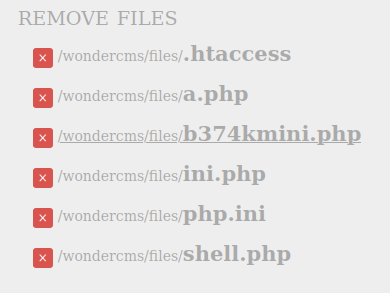 REMOVE FILES
× /wondercms/files/.htaccess
× /wondercms/files/a.php
× /wondercms/files/b374kmini.php
× /wondercms/files/ini.php
× /wondercms/files/php.ini
× /wondercms/files/shell.php